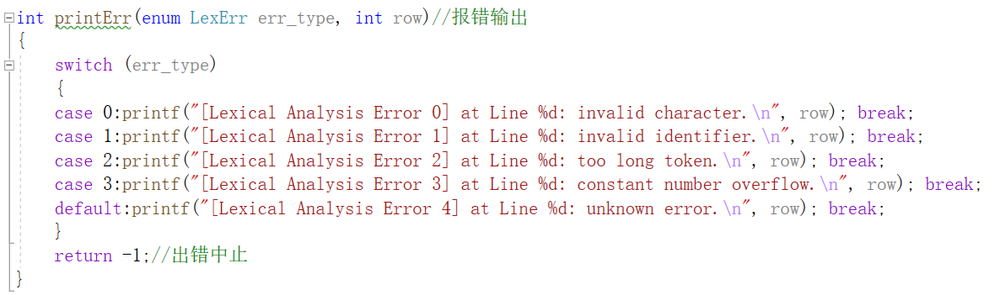 int printErr(enum LexErr err_type, int row)//报错输出
{
switch (err_type)
{
case 0:printf("[Lexical Analysis Error 0] at Line %d: invalid character.\n", row); break;
case 1:printf("[Lexical Analysis Error 1] at Line %d: invalid identifier.\n", row); break;
case 2:printf("[Lexical Analysis Error 2] at Line %d: too long token.\n", row); break;
case 3:printf("[Lexical Analysis Error 3] at Line %d: constant number overflow.\n", row); break;
default:printf("[Lexical Analysis Error 4] at Line %d: unknown error.\n", row); break;
}
return -1;//出错中止
}